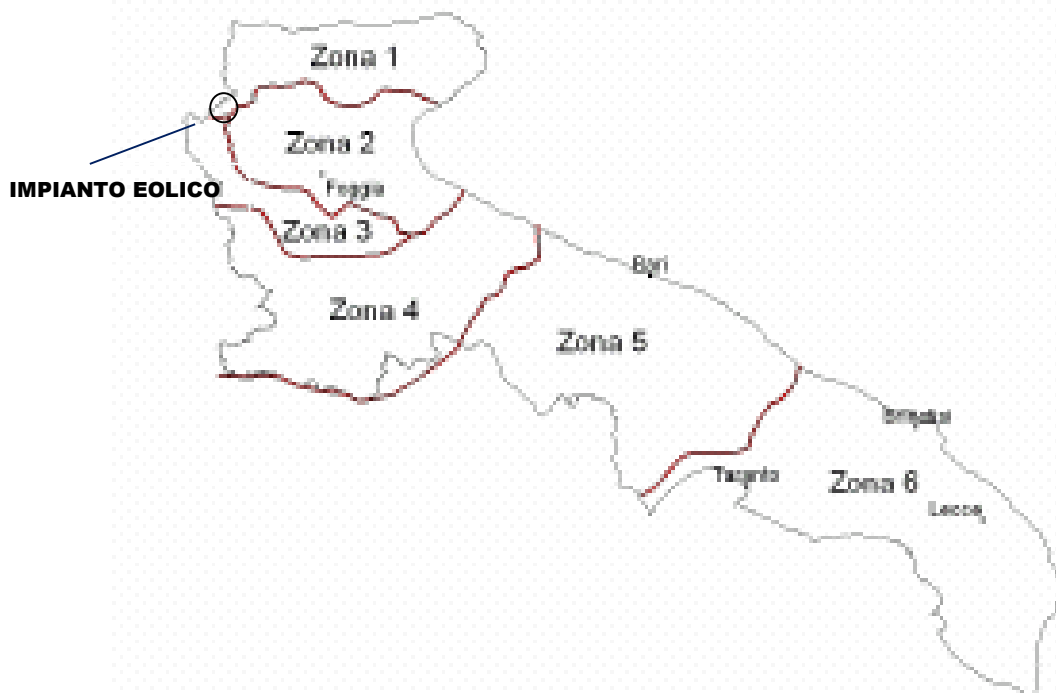 Zona 1
Zona 2
IMPIANTO EOLICO
Foggia
Zona 3
Bari
Zona 4
Zona 5
Brindisi
Taranto
Zona 6
Lecce